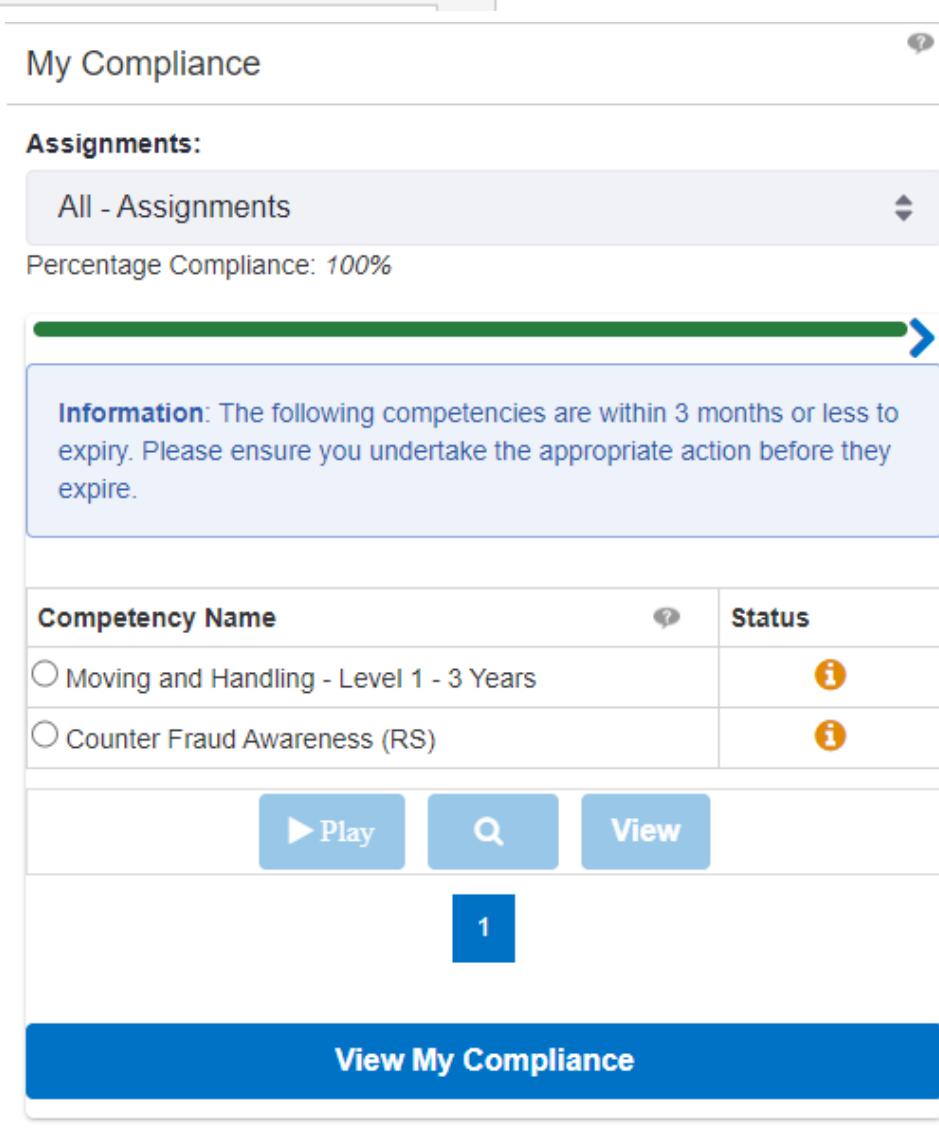 My Compliance
Assignments:
All - Assignments
Percentage Compliance: 100%
Information: The following competencies are within 3 months or less to
expiry. Please ensure you undertake the appropriate action before they
expire.
Competency Name Status
Moving and Handling - Level 1 - 3 Years
Counter Fraud Awareness (RS)
Play View
1
View My Compliance